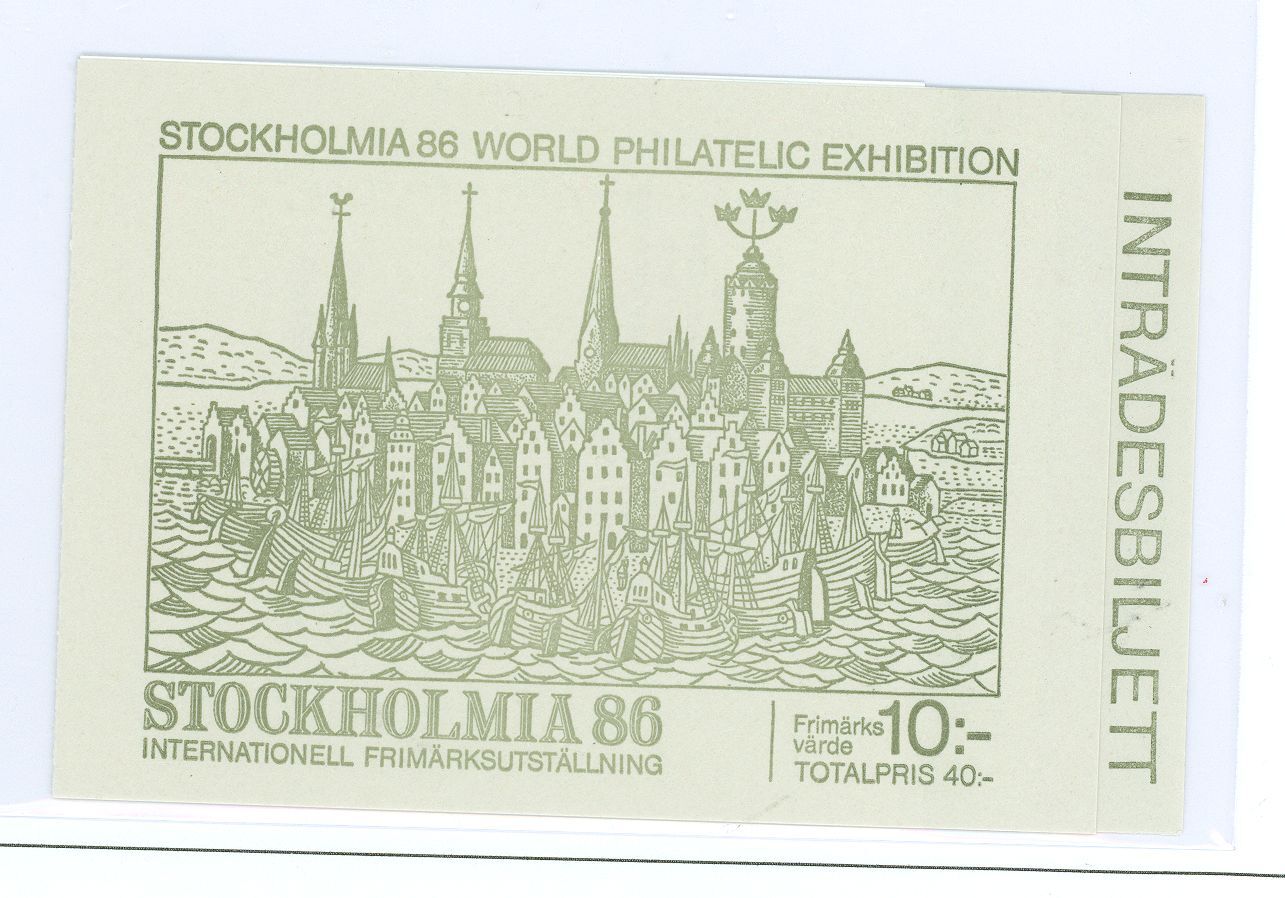 STOCKHOLMIA 86 WORLD PHILATELIC EXHIBITION
STOCKHOLMIA 86
INTERNATIONELL FRIMÄRKSUTSTÄLLNING
Frimärks
värde
10:-
TOTALPRIS 40:-
INTRÄDESBILJETT